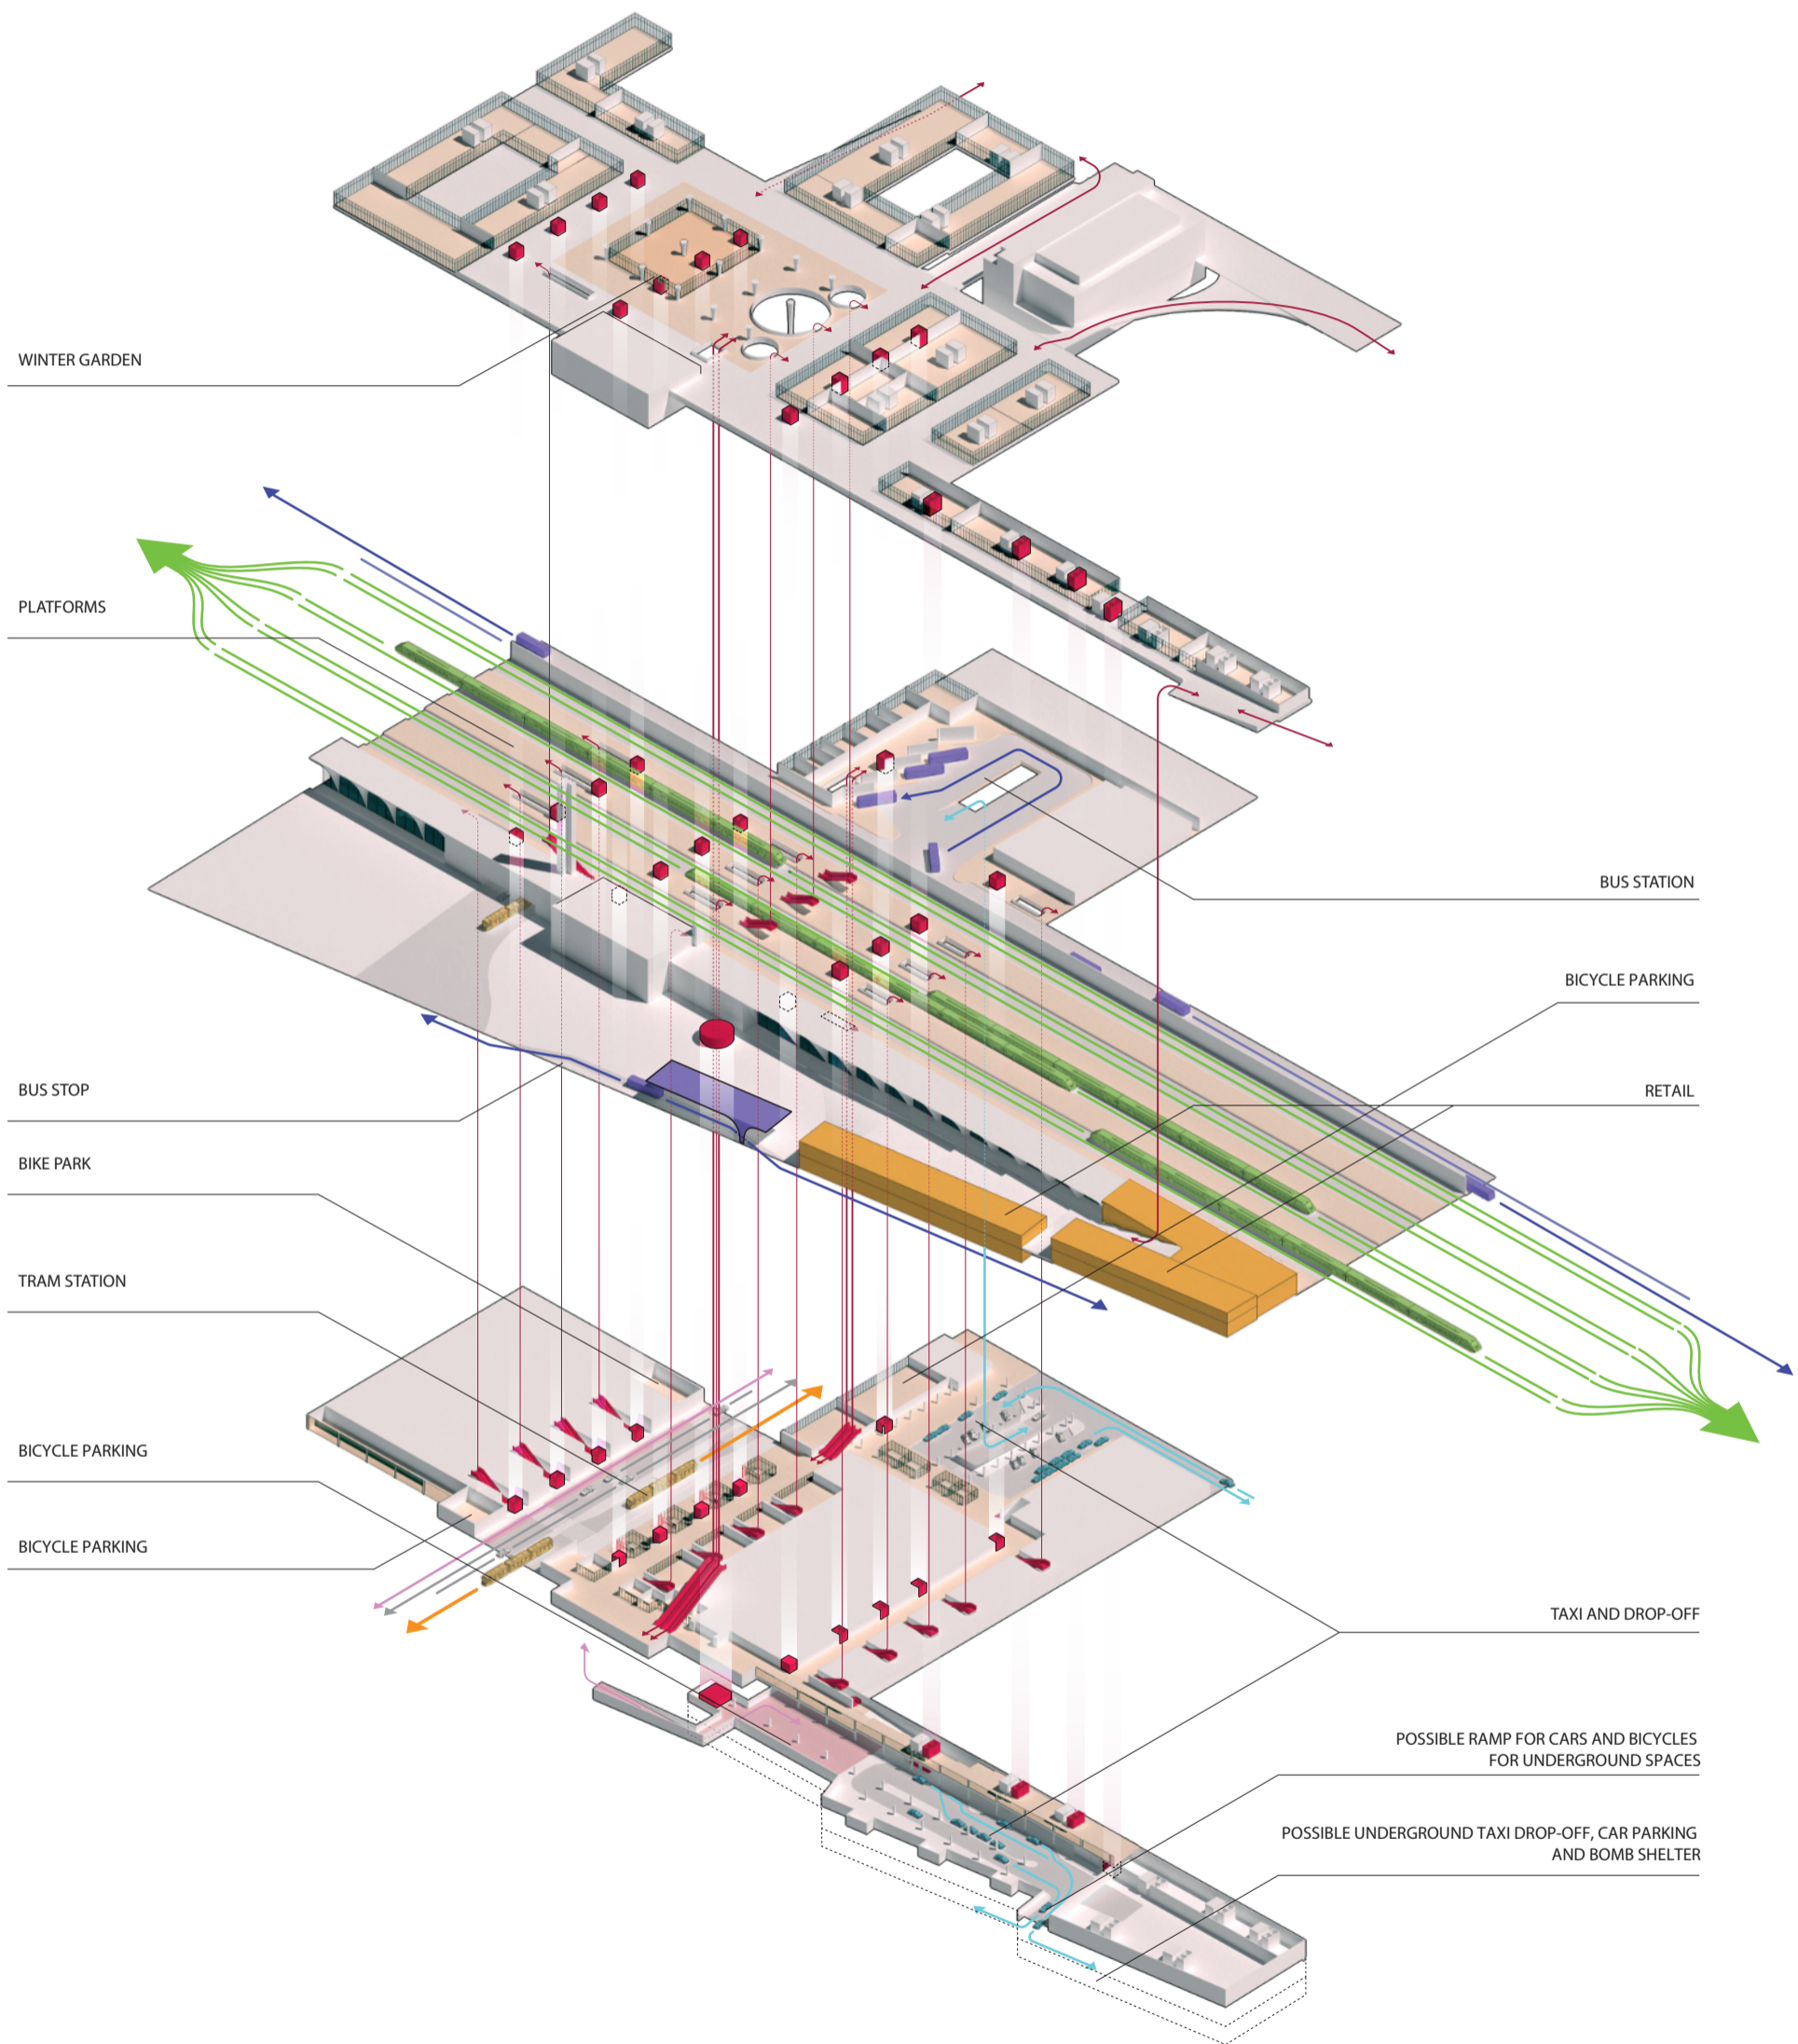 WINTER GARDEN
PLATFORMS
BUS STATION
BICYCLE PARKING
BUS STOP
RETAIL
BIKE PARK
TRAM STATION
BICYCLE PARKING
BICYCLE PARKING
TAXI AND DROP-OFF
POSSIBLE RAMP FOR CARS AND BICYCLES
FOR UNDERGROUND SPACES
POSSIBLE UNDERGROUND TAXI DROP-OFF, CAR PARKING
AND BOMB SHELTER